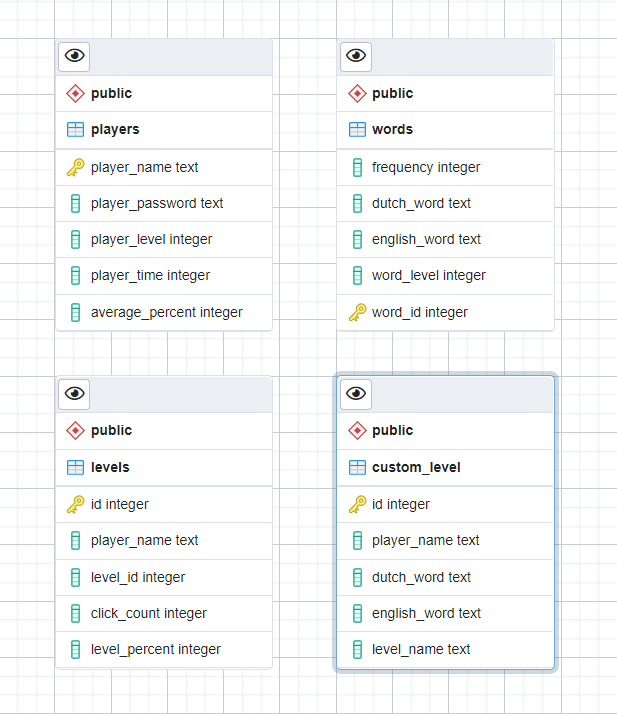 public
players
player_name text
player_password text
player_level integer
player_time integer
average_percent integer
public
words
frequency integer
dutch_word text
english_word text
word_level integer
word_id integer
public
levels
id integer
player_name text
level_id integer
click_count integer
level_percent integer
public
custom_level
id integer
player_name text
dutch_word text
english_word text
level_name text